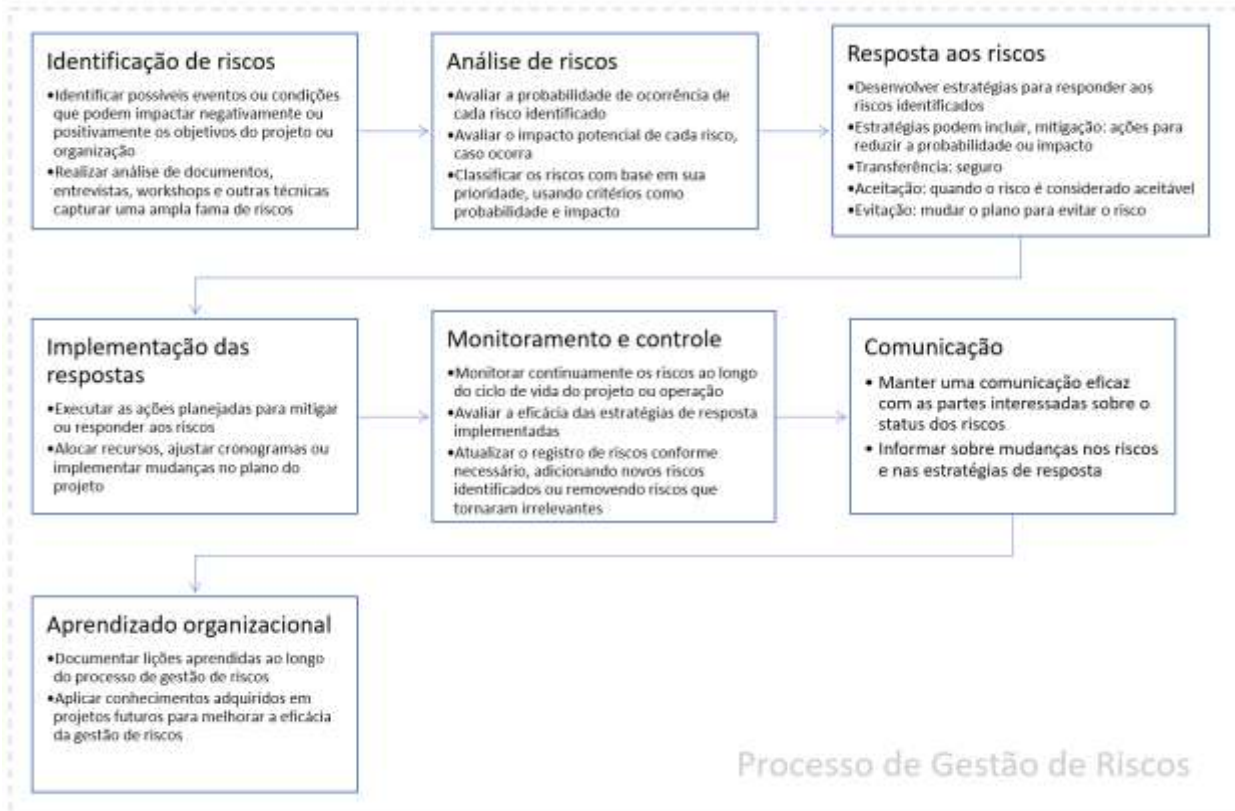 Identificação de riscos
•Identificar possíveis eventos ou condições
que podem impactar negativamente ou
positivamente os objetivos do projeto ou
organização
•Realizar análise de documentos,
entrevistas, workshops e outras técnicas
capturar uma ampla fama de riscos
Análise de riscos
•Avaliar a probabilidade de ocorrência de
cada risco identificado
•Avaliar o impacto potencial de cada risco,
caso ocorra
•Classificar os riscos com base em sua
prioridade, usando critérios como
probabilidade e impacto
Resposta aos riscos
•Desenvolver estratégias para responder aos
riscos identificados
•Estratégias podem incluir, mitigação: ações para
reduzir a probabilidade ou impacto
•Transferência: seguro
•Aceitação: quando o risco é considerado aceitável
•Evitação: mudar o plano para evitar o risco
Implementação das
respostas
•Executar as ações planejadas para mitigar
ou responder aos riscos
•Alocar recursos, ajustar cronogramas ou
implementar mudanças no plano do
projeto
Monitoramento e controle
•Monitorar continuamente os riscos ao longo
do ciclo de vida do projeto ou operação
•Avaliar a eficácia das estratégias de resposta
implementadas
•Atualizar o registro de riscos conforme
necessário, adicionando novos riscos
identificados ou removendo riscos que
tornaram irrelevantes
Comunicação
• Manter uma comunicação eficaz
com as partes interessadas sobre o
status dos riscos
• Informar sobre mudanças nos riscos
e nas estratégias de resposta
Aprendizado organizacional
•Documentar lições aprendidas ao longo
do processo de gestão de riscos
•Aplicar conhecimentos adquiridos em
projetos futuros para melhorar a eficácia
da gestão de riscos
Processo de Gestão de Riscos